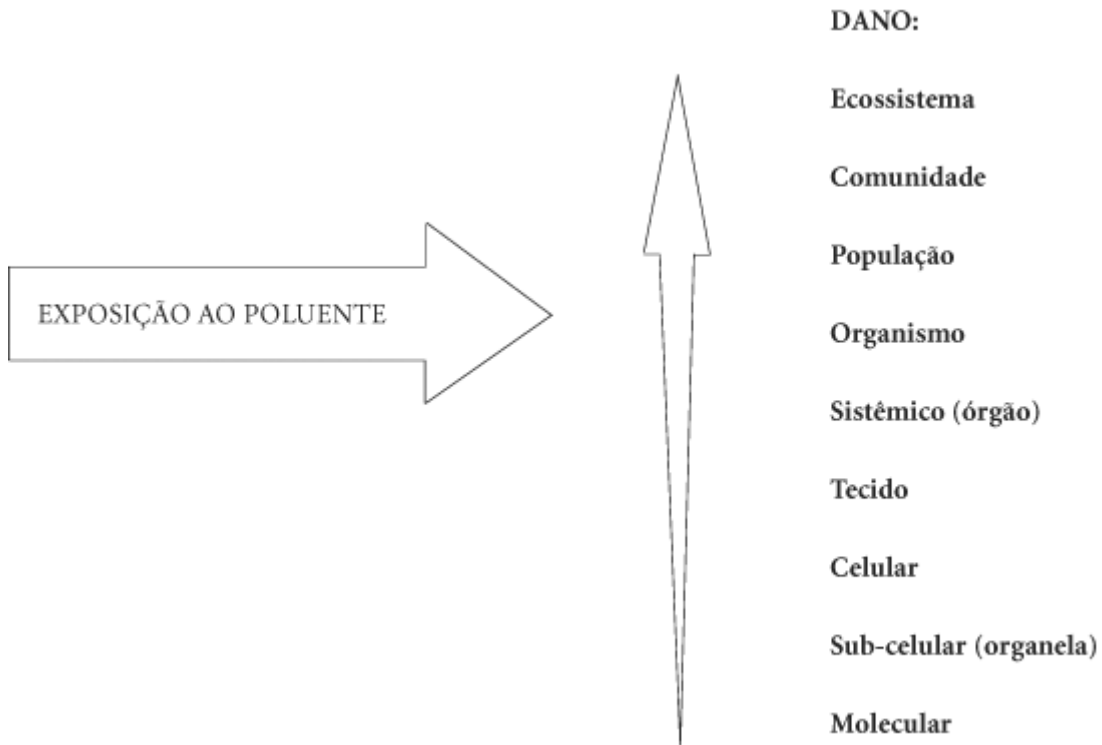 DANO:
Ecossistema
Comunidade
População
EXPOSIÇÃO AO POLUENTE
Organismo
Sistêmico (órgão)
Tecido
Celular
Sub-celular (organela)
Molecular